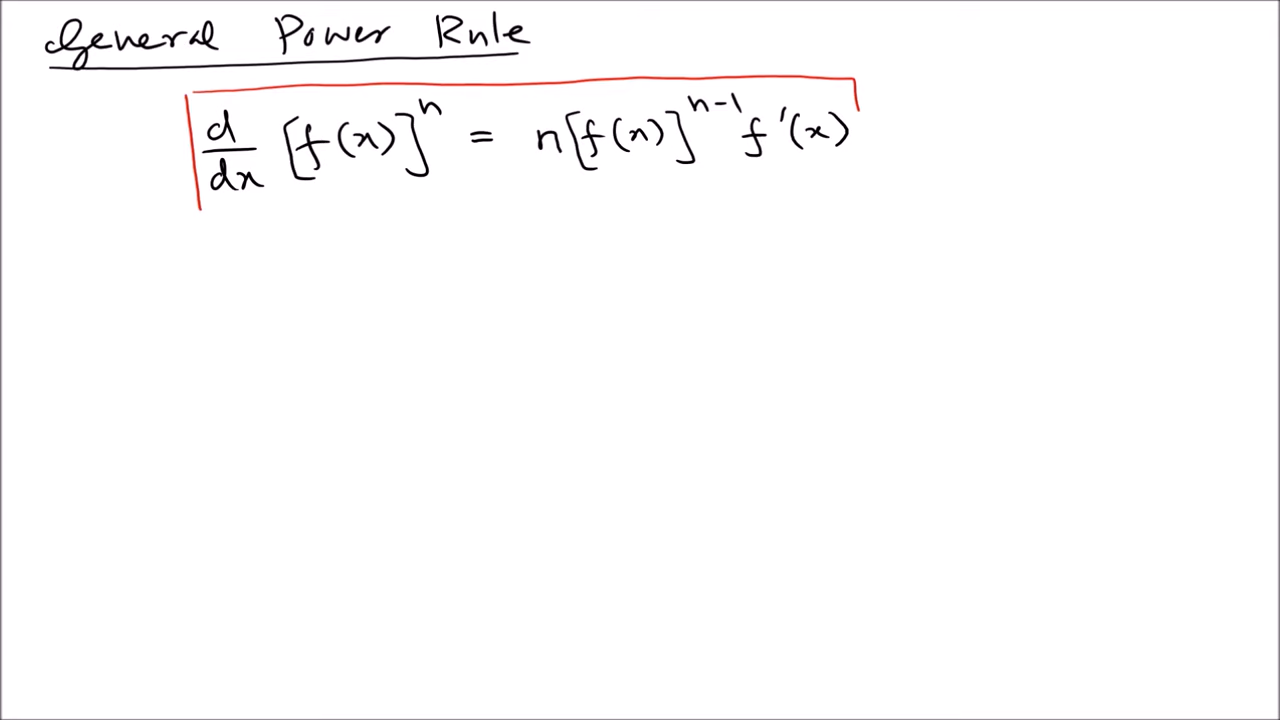 General Power Rule
d/dx [f(x)]^n = n[f(x)]^{n-1} f'(x)